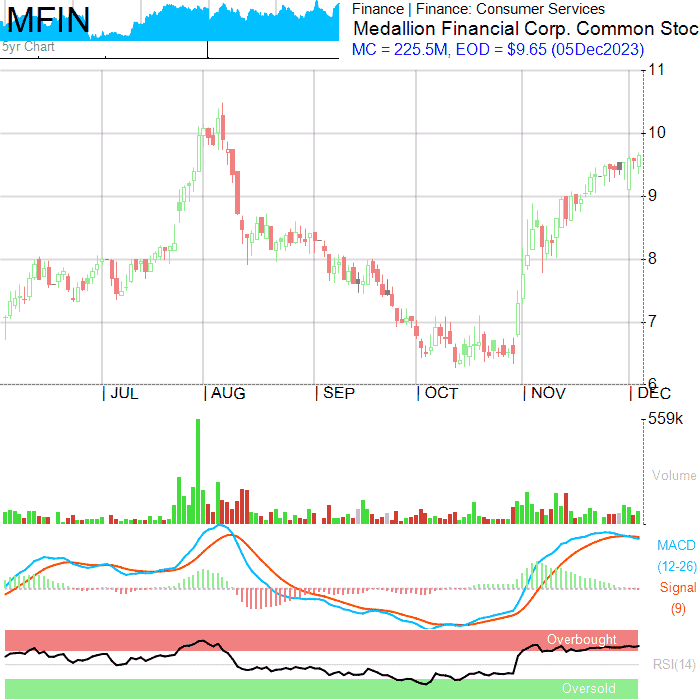 MFIN
5yr Chart
Finance | Finance: Consumer Services
Medallion Financial Corp. Common Stoc
MC = 225.5M, EOD = $9.65 (05Dec2023)
11
10
9
8
7
6
| JUL | AUG | SEP | OCT | NOV | DEC
559k
Volume
MACD
(12-26)
Signal
(9)
Overbought
RSI(14)
Oversold